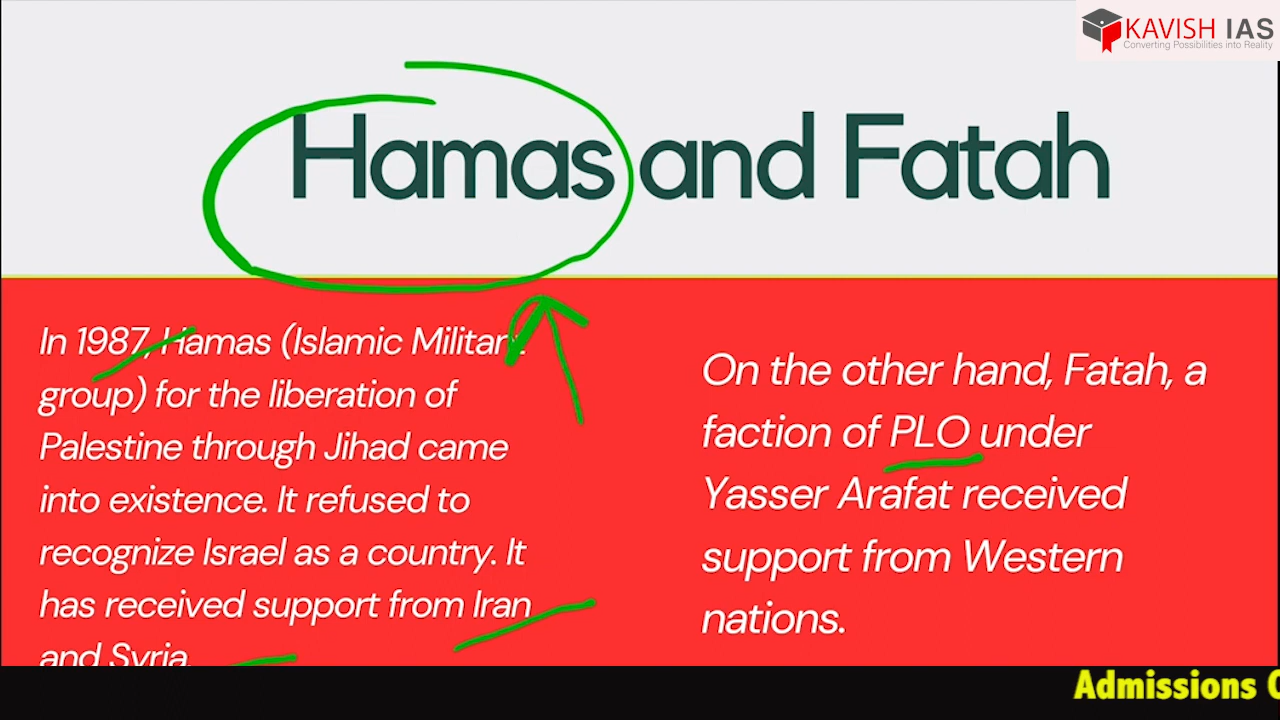 KAVISH IAS
Converting Possibilities into Reality
Hamas and Fatah
In 1987, Hamas (Islamic Militant
group) for the liberation of
Palestine through Jihad came
into existence. It refused to
recognize Israel as a country. It
has received support from Iran
and Syria.
On the other hand, Fatah, a
faction of PLO under
Yasser Arafat received
support from Western
nations.
Admissions